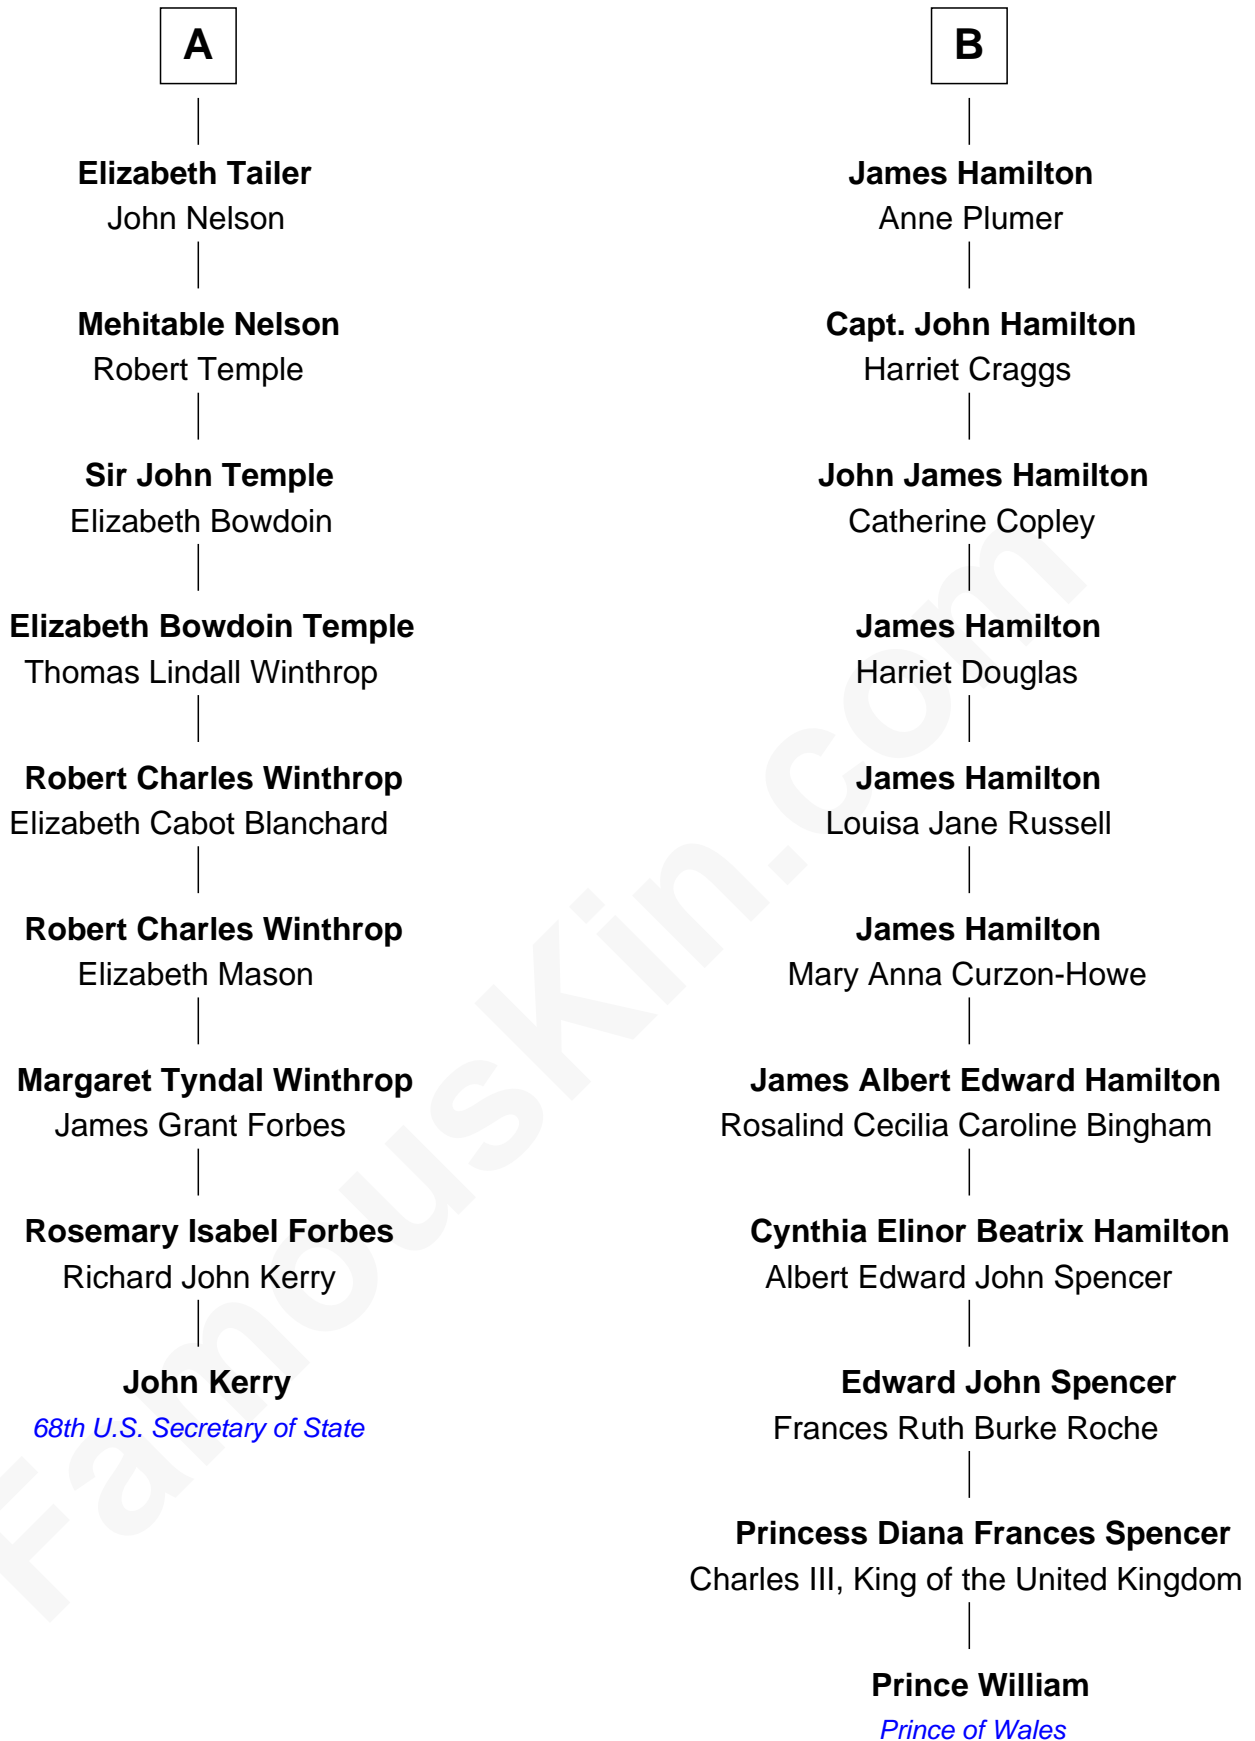 A
Elizabeth Tailer
John Nelson
Mehitable Nelson
Robert Temple
Sir John Temple
Elizabeth Bowdoin
Elizabeth Bowdoin Temple
Thomas Lindall Winthrop
Robert Charles Winthrop
Elizabeth Cabot Blanchard
Robert Charles Winthrop
Elizabeth Mason
Margaret Tyndal Winthrop
James Grant Forbes
Rosemary Isabel Forbes
Richard John Kerry
John Kerry
68th U.S. Secretary of State
B
James Hamilton
Anne Plumer
Capt. John Hamilton
Harriet Craggs
John James Hamilton
Catherine Copley
James Hamilton
Harriet Douglas
James Hamilton
Louisa Jane Russell
James Hamilton
Mary Anna Curzon-Howe
James Albert Edward Hamilton
Rosalind Cecilia Caroline Bingham
Cynthia Elinor Beatrix Hamilton
Albert Edward John Spencer
Edward John Spencer
Frances Ruth Burke Roche
Princess Diana Frances Spencer
Charles III, King of the United Kingdom
Prince William
Prince of Wales
FamousKin.com